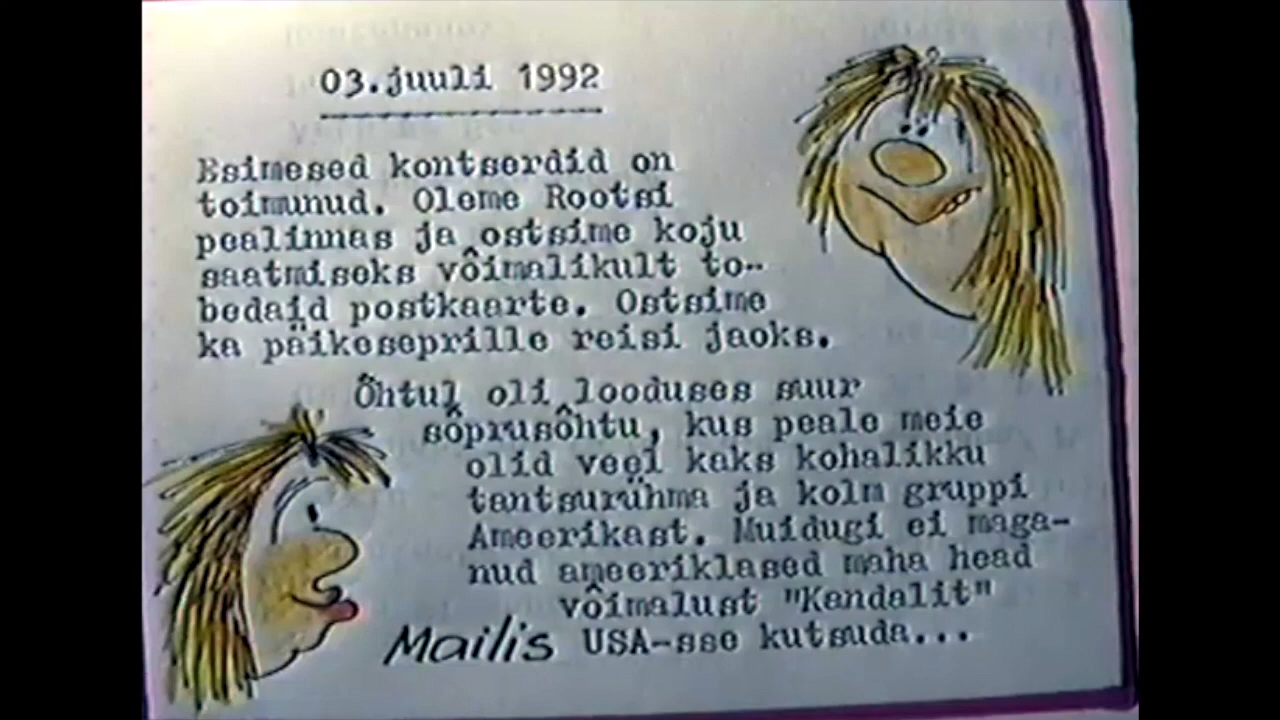 03.juuli 1992
Esimesed kontserdid on
toimunud. Oleme Rootsi
pealinnas ja ostsime koju
saatmiseks võimalikult to-
bedaid postkaarte. Ostsime
ka päikeseprille reisi jaoks.
Õhtul oli looduses suur
sõprusõhtu, kus peale meie
olid veel kaks kohalikku
tantsurühma ja kolm gruppi
Ameerikast. Muidugi ei maga-
nud ameeriklased maha head
võimalust "Kandalit"
Mailis USA-sse kutsuda...